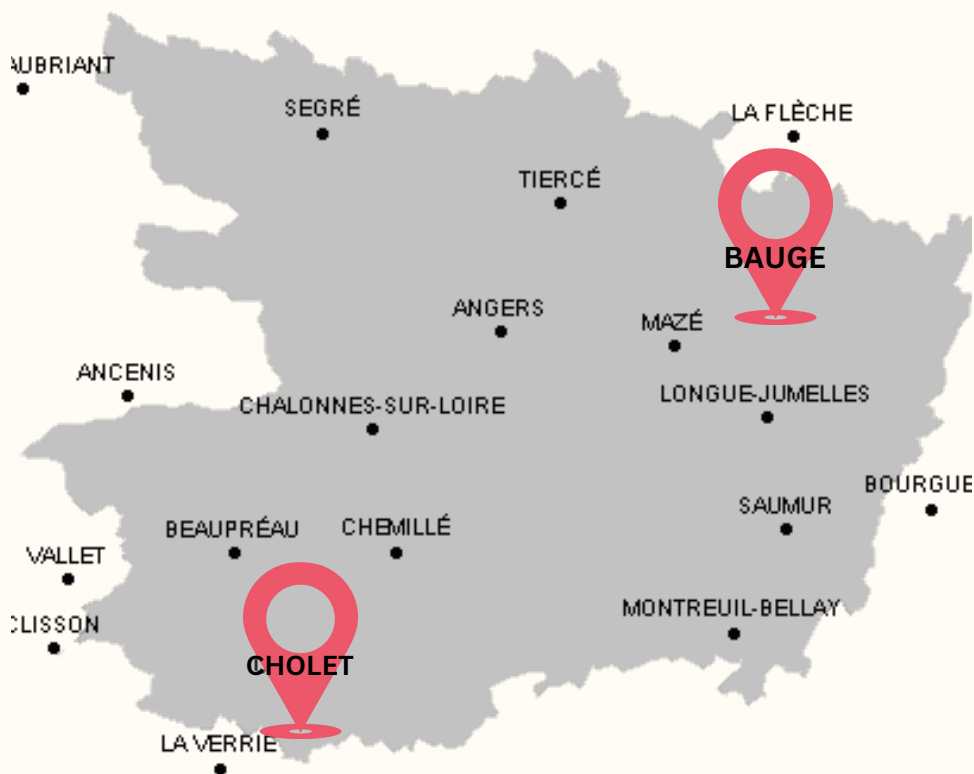 AUBRIANT
SEGRÉ
LA FLÈCHE
TIERCÉ
BAUGE
ANGERS
MAZÉ
ANCENIS
LONGUE-JUMELLES
CHALONNES-SUR-LOIRE
BOURGUE
SAUMUR
BEAUPRÉAU
CHEMILLÉ
VALLET
MONTREUIL-BELLAY
CLISSON
CHOLET
LA VERRIE